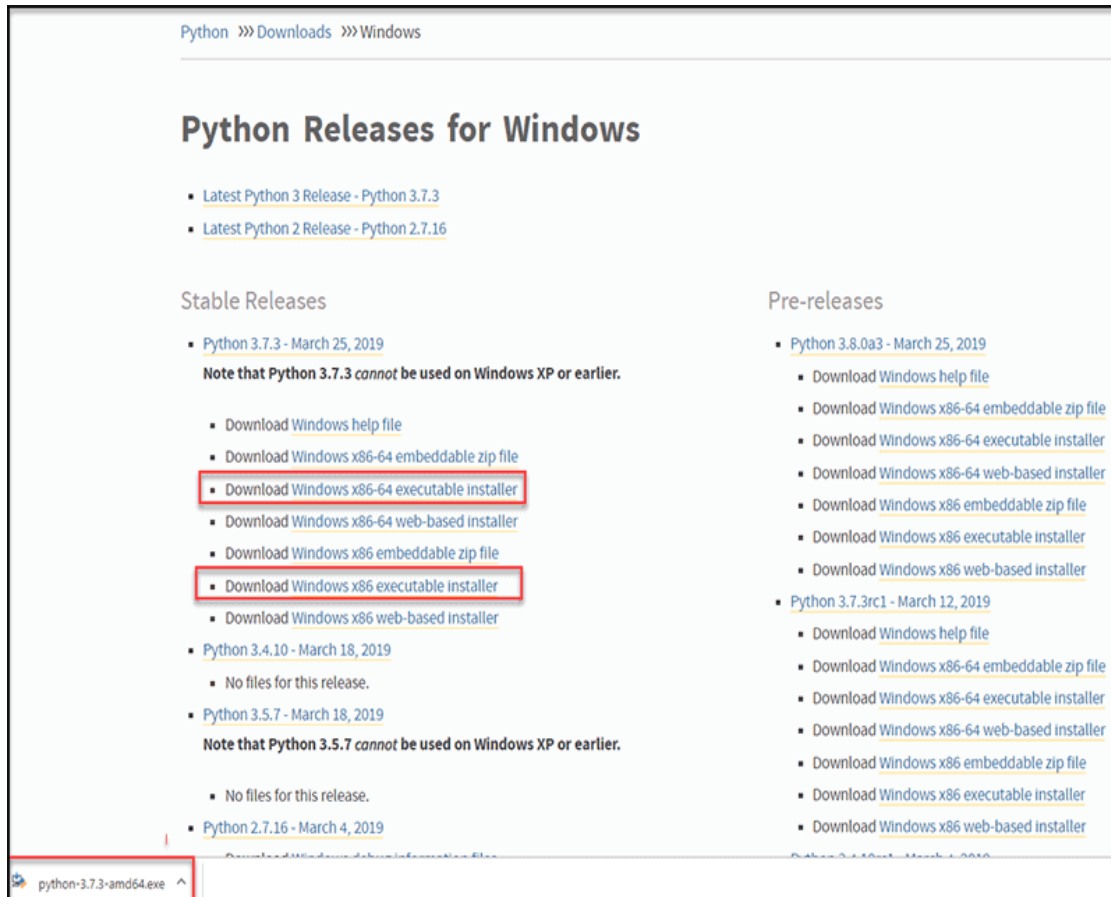 Python >>> Downloads >>> Windows
Python Releases for Windows
Latest Python 3 Release - Python 3.7.3
Latest Python 2 Release - Python 2.7.16
Stable Releases
Python 3.7.3 - March 25, 2019
Note that Python 3.7.3 cannot be used on Windows XP or earlier.
Download Windows help file
Download Windows x86-64 embeddable zip file
Download Windows x86-64 executable installer
Download Windows x86-64 web-based installer
Download Windows x86 embeddable zip file
Download Windows x86 executable installer
Download Windows x86 web-based installer
Python 3.4.10 - March 18, 2019
No files for this release.
Python 3.5.7 - March 18, 2019
Note that Python 3.5.7 cannot be used on Windows XP or earlier.
No files for this release.
Python 2.7.16 - March 4, 2019
Download Windows debug information files
Pre-releases
Python 3.8.0a3 - March 25, 2019
Download Windows help file
Download Windows x86-64 embeddable zip file
Download Windows x86-64 executable installer
Download Windows x86-64 web-based installer
Download Windows x86 embeddable zip file
Download Windows x86 executable installer
Download Windows x86 web-based installer
Python 3.7.3rc1 - March 12, 2019
Download Windows help file
Download Windows x86-64 embeddable zip file
Download Windows x86-64 executable installer
Download Windows x86-64 web-based installer
Download Windows x86 embeddable zip file
Download Windows x86 executable installer
Download Windows x86 web-based installer
Python 3.4.10rc1 - March 4, 2019
python-3.7.3-amd64.exe